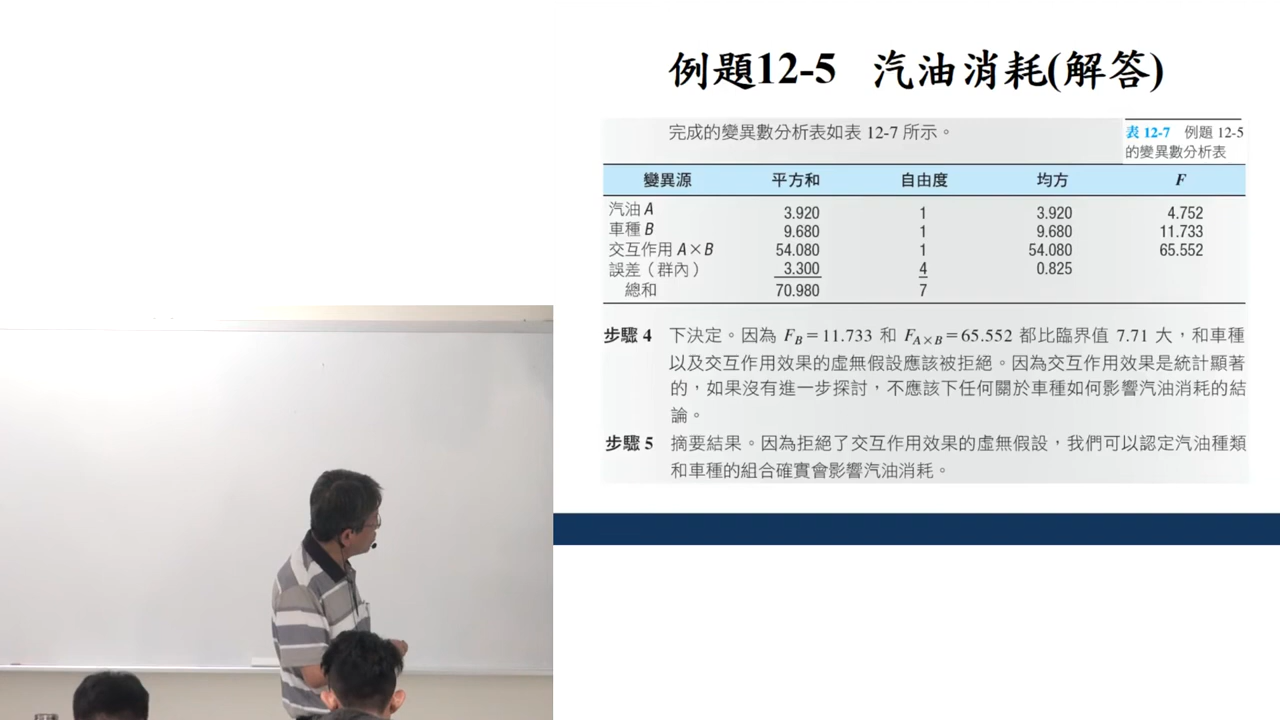 例題12-5 汽油消耗(解答)
完成的變異數分析表如表 12-7 所示。
表 12-7 例題 12-5
的變異數分析表
變異源 平方和 自由度 均方 F
汽油 A 3.920 1 3.920 4.752
車種 B 9.680 1 9.680 11.733
交互作用 A×B 54.080 1 54.080 65.552
誤差（群內） 3.300 4 0.825
總和 70.980 7
步驟 4 下決定。因為 FB = 11.733 和 FA×B = 65.552 都比臨界值 7.71 大，和車種
以及交互作用效果的虛無假設應該被拒絕。因為交互作用效果是統計顯著
的，如果沒有進一步探討，不應該下任何關於車種如何影響汽油消耗的結
論。
步驟 5 摘要結果。因為拒絕了交互作用效果的虛無假設，我們可以認定汽油種類
和車種的組合確實會影響汽油消耗。